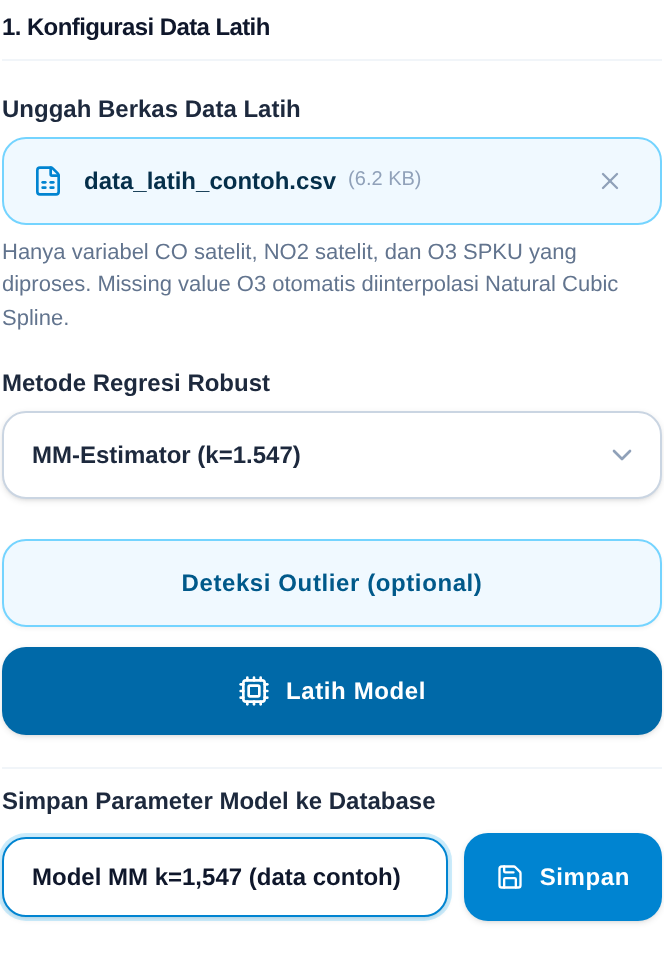 1. Konfigurasi Data Latih
Unggah Berkas Data Latih
data_latih_contoh.csv (6.2 KB)
Hanya variabel CO satelit, NO2 satelit, dan O3 SPKU yang
diproses. Missing value O3 otomatis diinterpolasi Natural Cubic
Spline.
Metode Regresi Robust
MM-Estimator (k=1.547)
Deteksi Outlier (optional)
Latih Model
Simpan Parameter Model ke Database
Model MM k=1,547 (data contoh)
Simpan